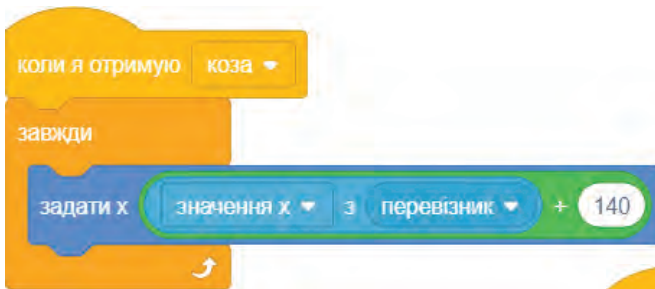 коли я отримую коза
завжди
задати х значення х з перевізник + 140